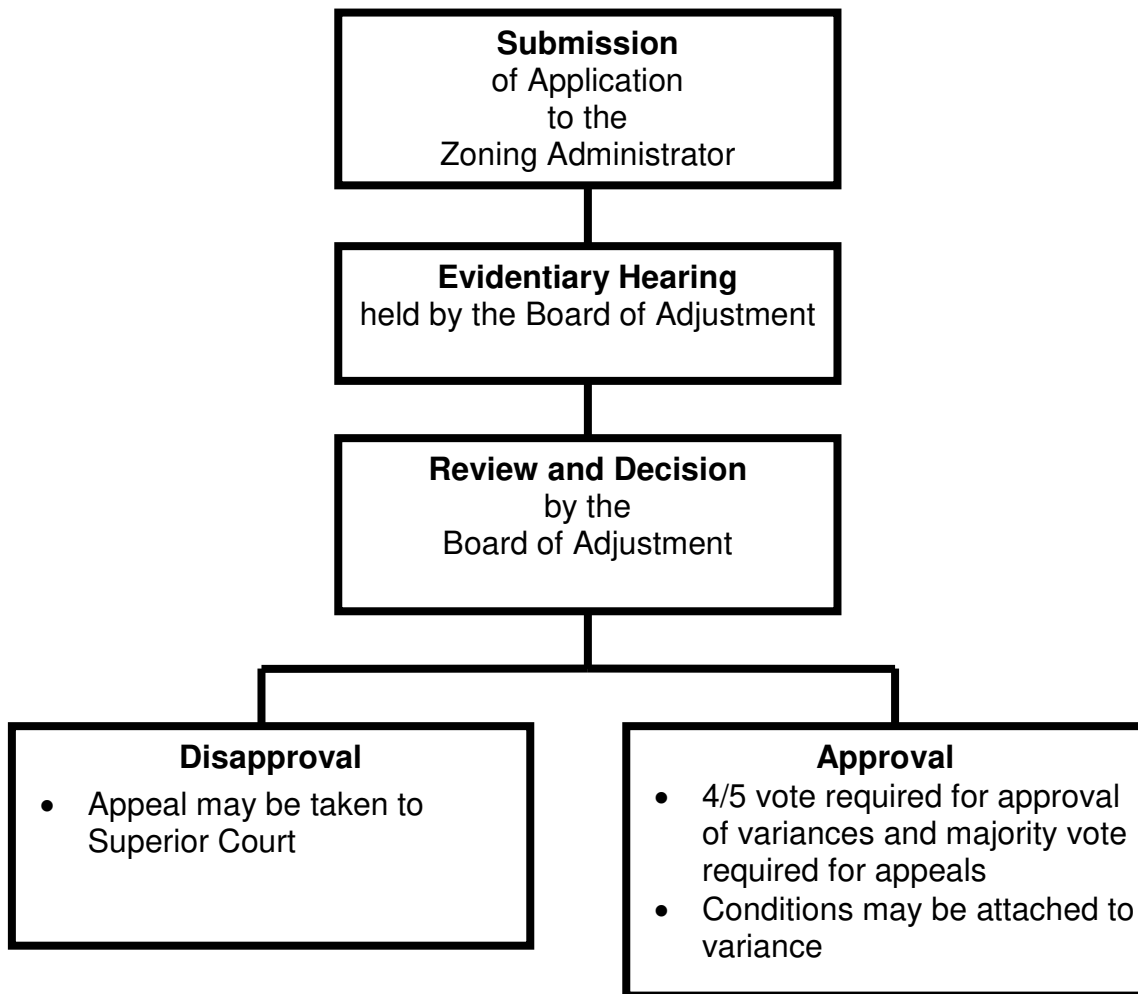 Submission
of Application
to the
Zoning Administrator
Evidentiary Hearing
held by the Board of Adjustment
Review and Decision
by the
Board of Adjustment
Disapproval
• Appeal may be taken to
Superior Court
Approval
• 4/5 vote required for approval
of variances and majority vote
required for appeals
• Conditions may be attached to
variance